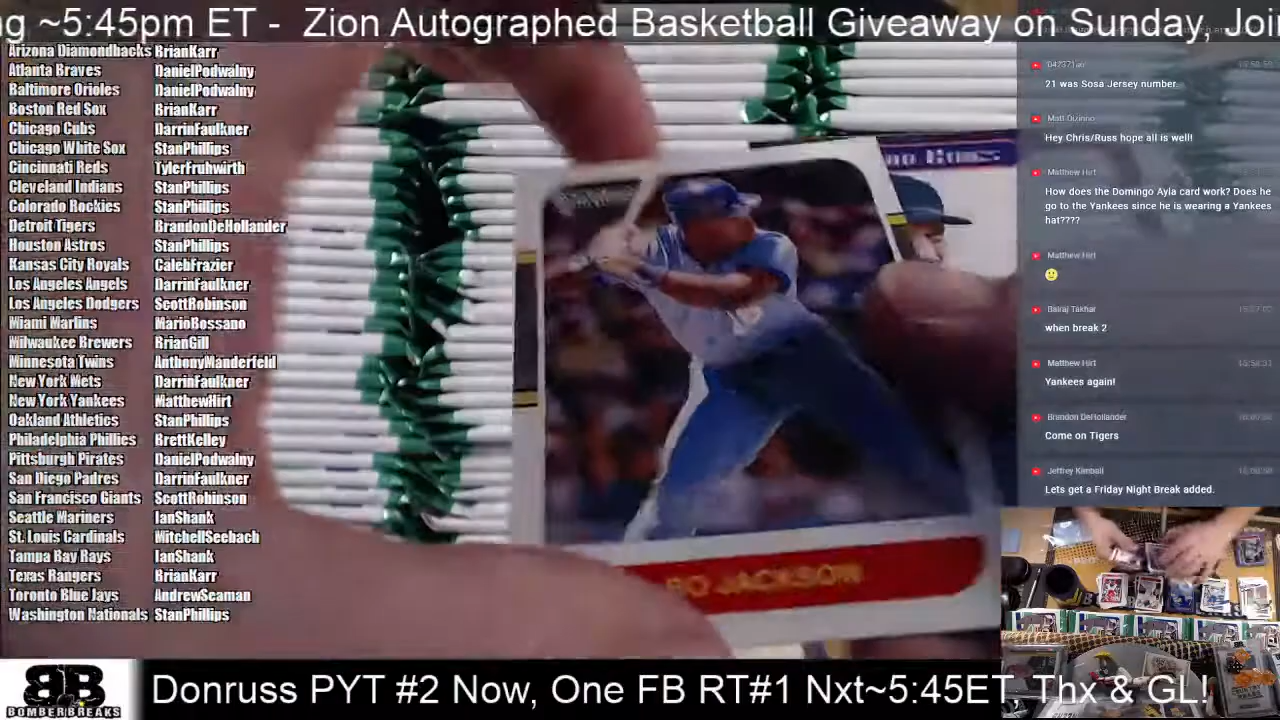 ng ~5:45pm ET - Zion Autographed Basketball Giveaway on Sunday, Joi
Arizona Diamondbacks BrianKarr
Atlanta Braves DanielPodwalny
Baltimore Orioles DanielPodwalny
Boston Red Sox BrianKarr
Chicago Cubs DarrinFaulkner
Chicago White Sox StanPhillips
Cincinnati Reds TylerFruhwirth
Cleveland Indians StanPhillips
Colorado Rockies StanPhillips
Detroit Tigers BrandonDeHollander
Houston Astros StanPhillips
Kansas City Royals CalebFrazier
Los Angeles Angels DarrinFaulkner
Los Angeles Dodgers ScottRobinson
Miami Marlins MarioBossano
Milwaukee Brewers BrianGill
Minnesota Twins AnthonyManderfeld
New York Mets DarrinFaulkner
New York Yankees MatthewHirt
Oakland Athletics StanPhillips
Philadelphia Phillies BrettKelley
Pittsburgh Pirates DanielPodwalny
San Diego Padres DarrinFaulkner
San Francisco Giants ScottRobinson
Seattle Mariners IanShank
St. Louis Cardinals MitchellSeebach
Tampa Bay Rays IanShank
Texas Rangers BrianKarr
Toronto Blue Jays AndrewSeaman
Washington Nationals StanPhillips
BO JACKSON
21 was Sosa Jersey number.
Matt Dizinno
Hey Chris/Russ hope all is well!
Matthew Hirt
How does the Domingo Ayla card work? Does he
go to the Yankees since he is wearing a Yankees
hat????
Matthew Hirt
Balraj Takhar
when break 2
Matthew Hirt
Yankees again!
Brandon DeHollander
Come on Tigers
Jeffrey Kimball
Lets get a Friday Night Break added.
BOMBERBREAKS
Donruss PYT #2 Now, One FB RT#1 Nxt~5:45ET. Thx & GL!